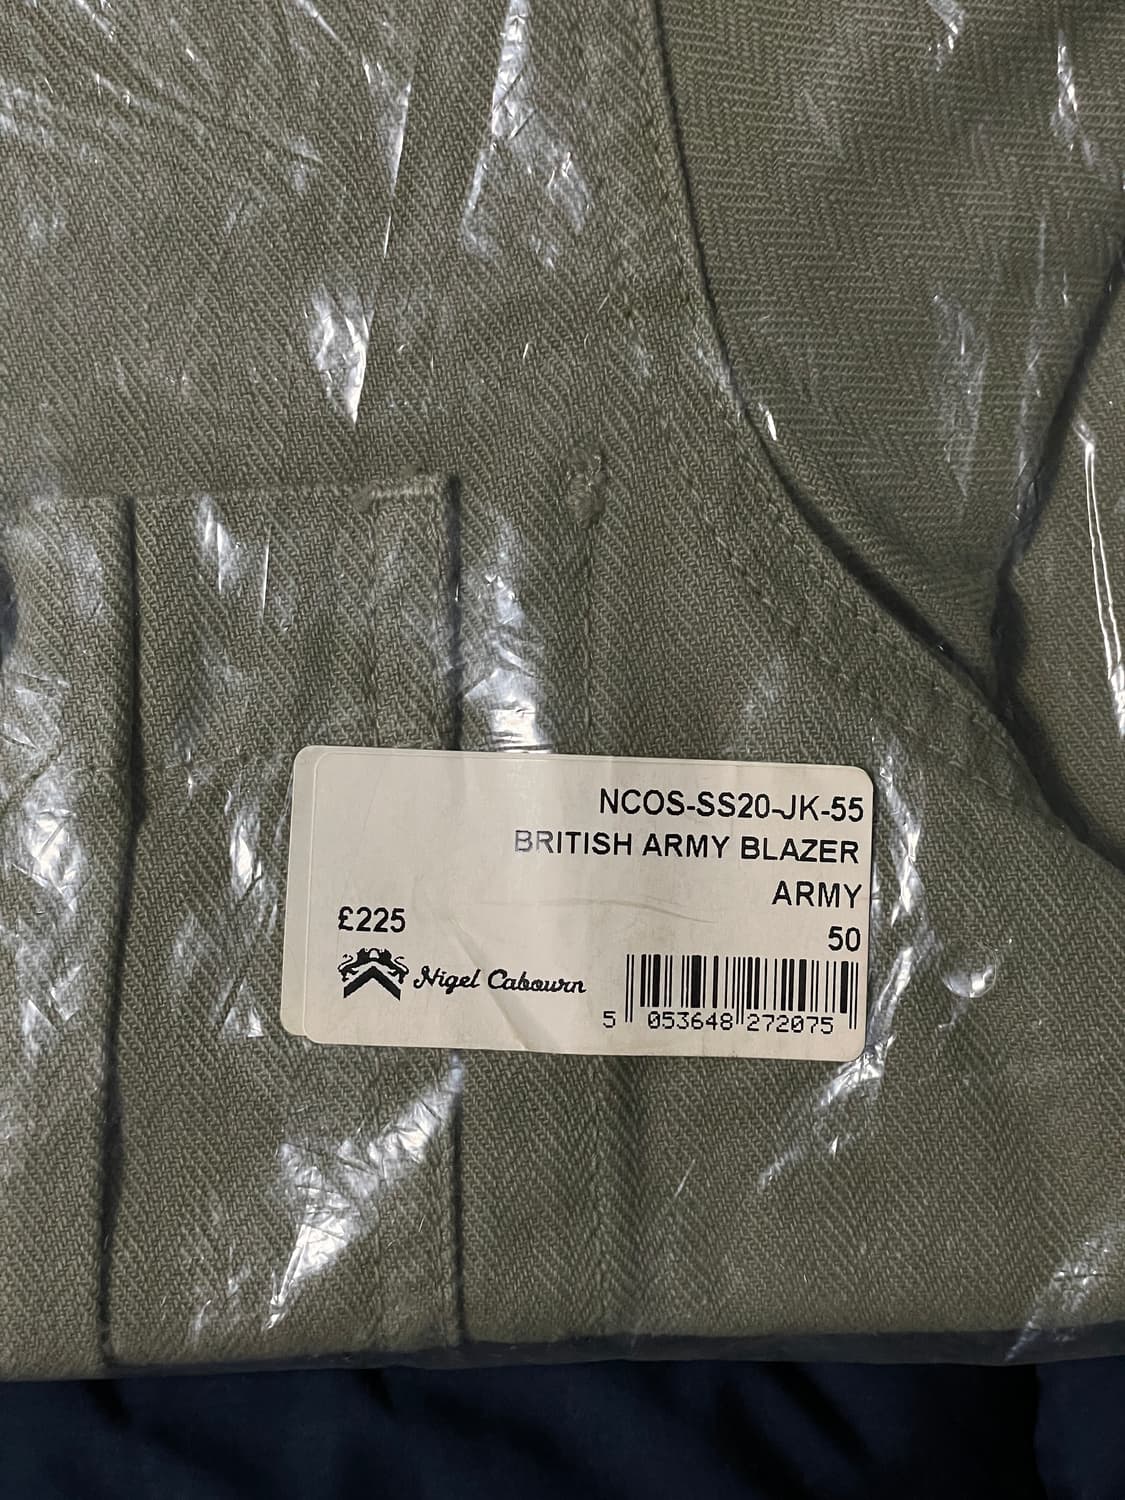 NCOS-SS20-JK-55
BRITISH ARMY BLAZER
ARMY
£225
50
Nigel Cabourn
5 053648 272075